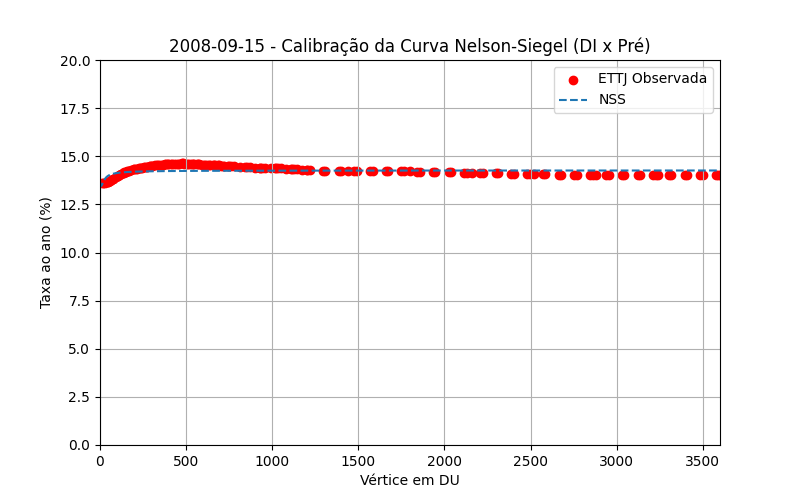 2008-09-15 - Calibração da Curva Nelson-Siegel (DI x Pré)
ETTJ Observada
NSS
Taxa ao ano (%)
20.0
17.5
15.0
12.5
10.0
7.5
5.0
2.5
0.0
0 500 1000 1500 2000 2500 3000 3500
Vértice em DU